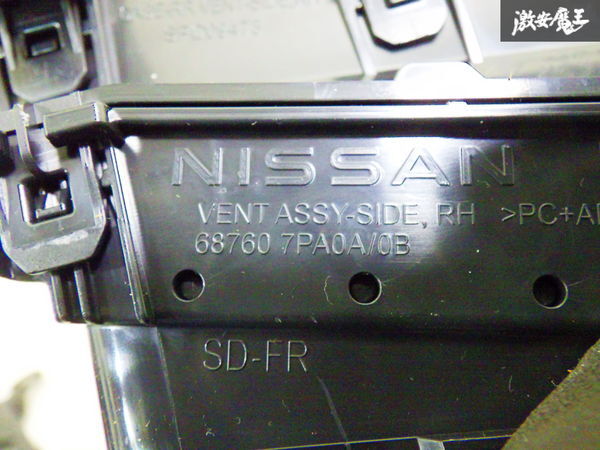 激安魔王
NISSAN
VENT ASSY-SIDE, RH >PC+A
68760 7PA0A/0B
SD-FR